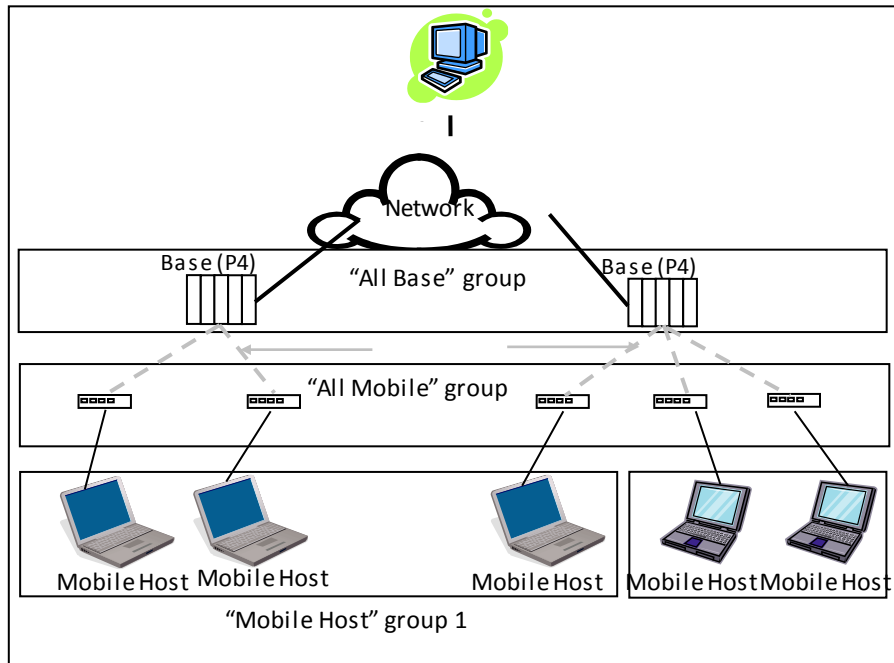 Network
Base (P4)
Base (P4)
“All Base” group
“All Mobile” group
Mobile Host
Mobile Host
Mobile Host
Mobile Host
Mobile Host
“Mobile Host” group 1